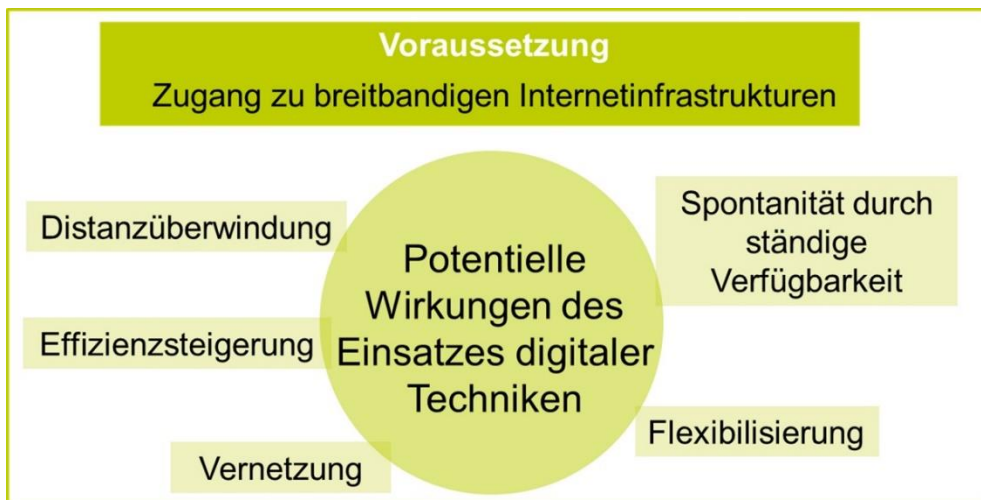 Voraussetzung
Zugang zu breitbandigen Internetinfrastrukturen
Distanzüberwindung
Effizienzsteigerung
Vernetzung
Potentielle
Wirkungen des
Einsatzes digitaler
Techniken
Spontanität durch
ständige
Verfügbarkeit
Flexibilisierung